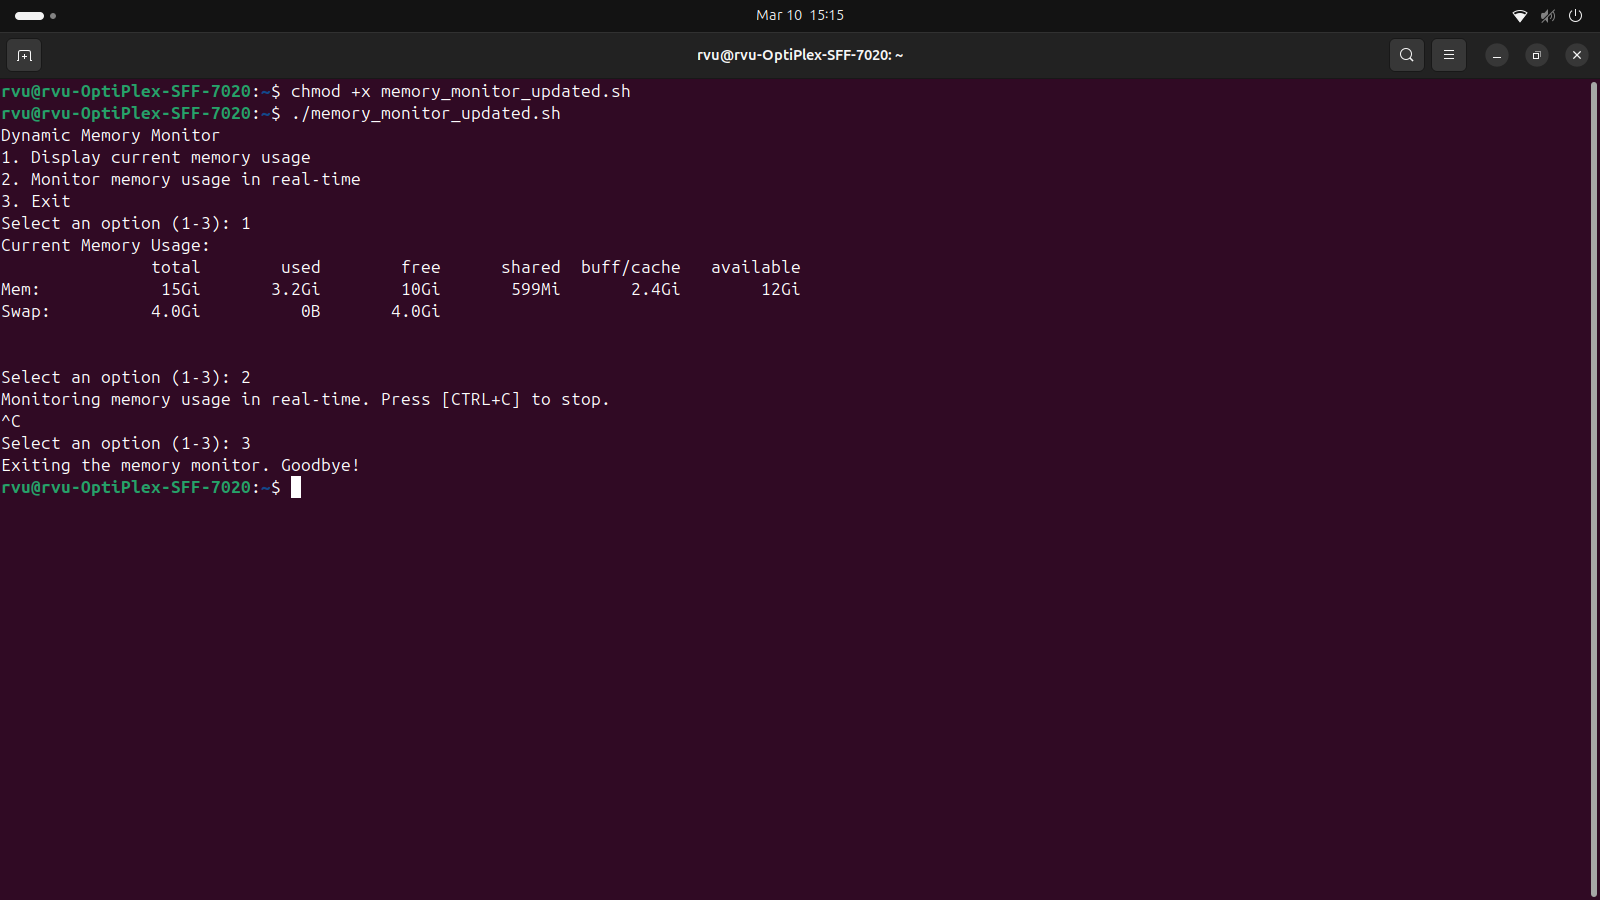 Mar 10 15:15
rvu@rvu-OptiPlex-SFF-7020: ~
rvu@rvu-OptiPlex-SFF-7020:~$ chmod +x memory_monitor_updated.sh
rvu@rvu-OptiPlex-SFF-7020:~$ ./memory_monitor_updated.sh
Dynamic Memory Monitor
1. Display current memory usage
2. Monitor memory usage in real-time
3. Exit
Select an option (1-3): 1
Current Memory Usage:
               total        used        free      shared  buff/cache   available
Mem:            15Gi       3.2Gi        10Gi       599Mi       2.4Gi        12Gi
Swap:          4.0Gi          0B       4.0Gi
Select an option (1-3): 2
Monitoring memory usage in real-time. Press [CTRL+C] to stop.
^C
Select an option (1-3): 3
Exiting the memory monitor. Goodbye!
rvu@rvu-OptiPlex-SFF-7020:~$